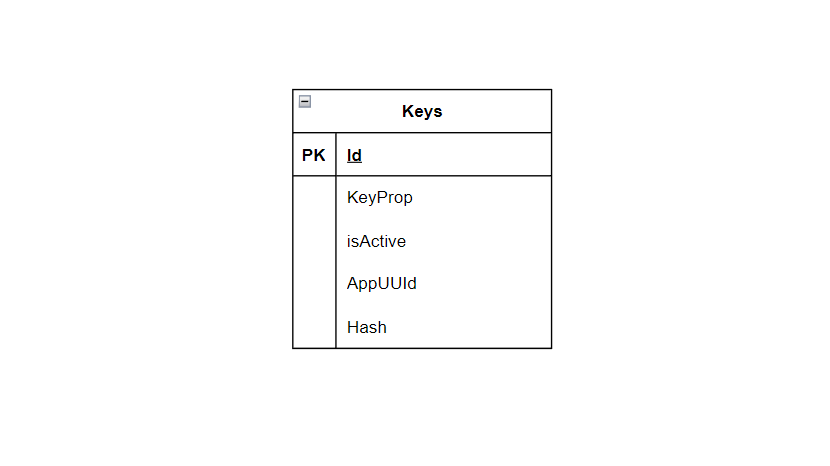 Keys
PK Id
KeyProp
isActive
AppUUId
Hash